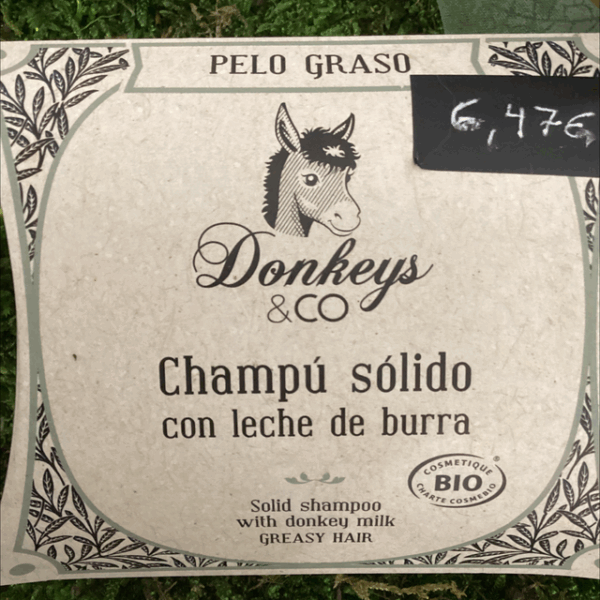 PELO GRASO
6,47€
Donkeys
&CO
Champú sólido
con leche de burra
COSMETIQUE
®
BIO
CHARTE COSMEBIO
Solid shampoo
with donkey milk
GREASY HAIR